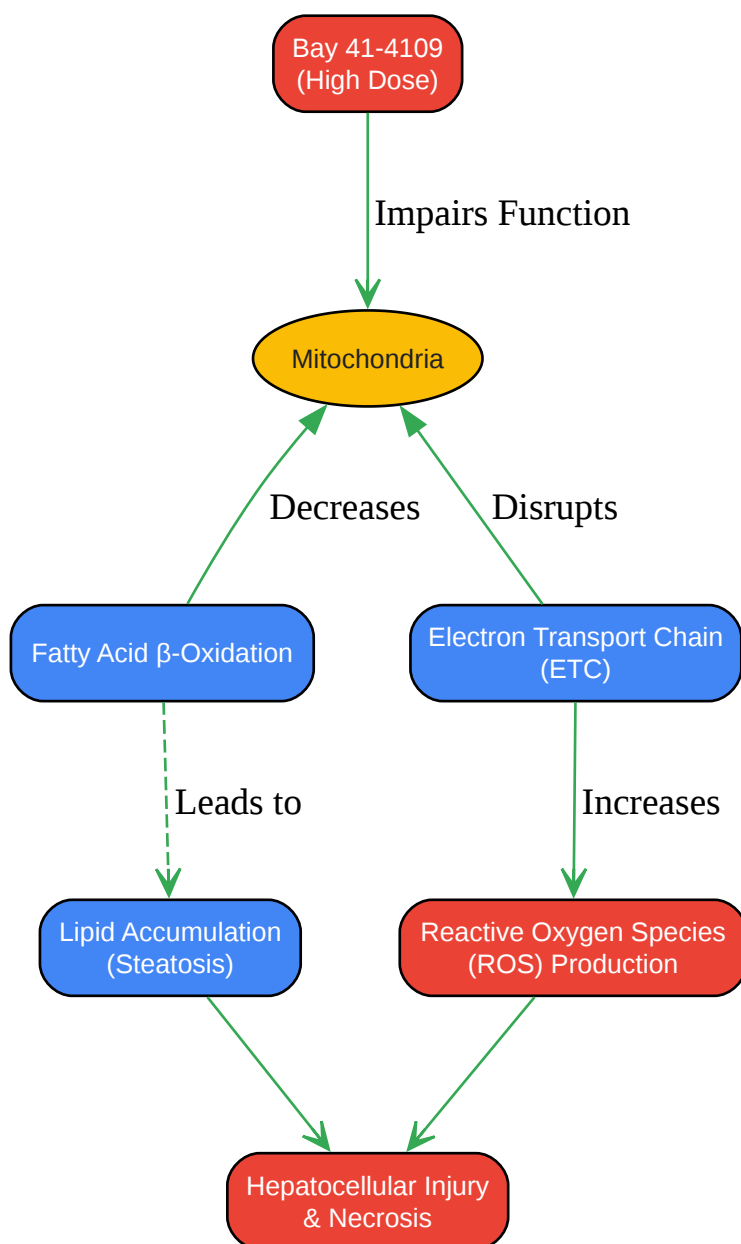 Bay 41-4109
(High Dose)
Impairs Function
Mitochondria
Decreases
Disrupts
Fatty Acid β-Oxidation
Electron Transport Chain
(ETC)
Leads to
Increases
Lipid Accumulation
(Steatosis)
Reactive Oxygen Species
(ROS) Production
Hepatocellular Injury
& Necrosis